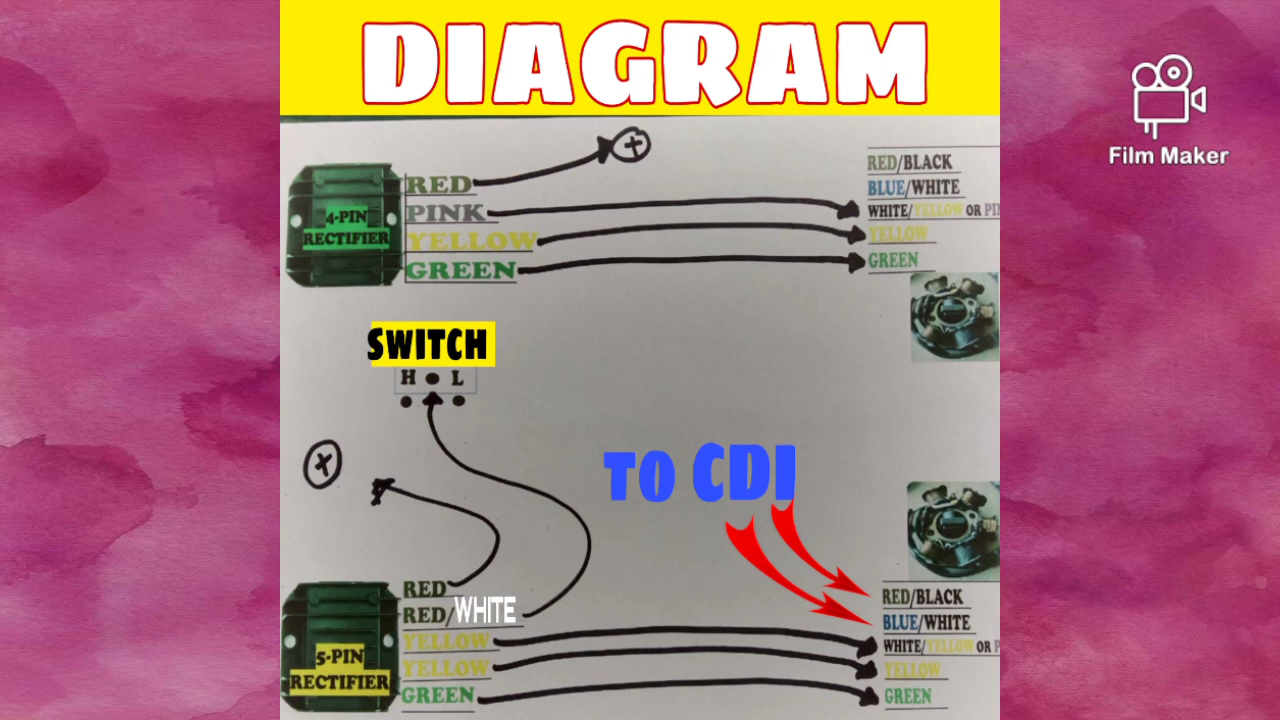 DIAGRAM
Film Maker
4-PIN
RECTIFIER
RED
PINK
YELLOW
GREEN
+
RED/BLACK
BLUE/WHITE
WHITE/YELLOW OR
YELLOW
GREEN
SWITCH
H L
+
TO CDI
5-PIN
RECTIFIER
RED
RED/WHITE
YELLOW
YELLOW
GREEN
RED/BLACK
BLUE/WHITE
WHITE/YELLOW OR
YELLOW
GREEN